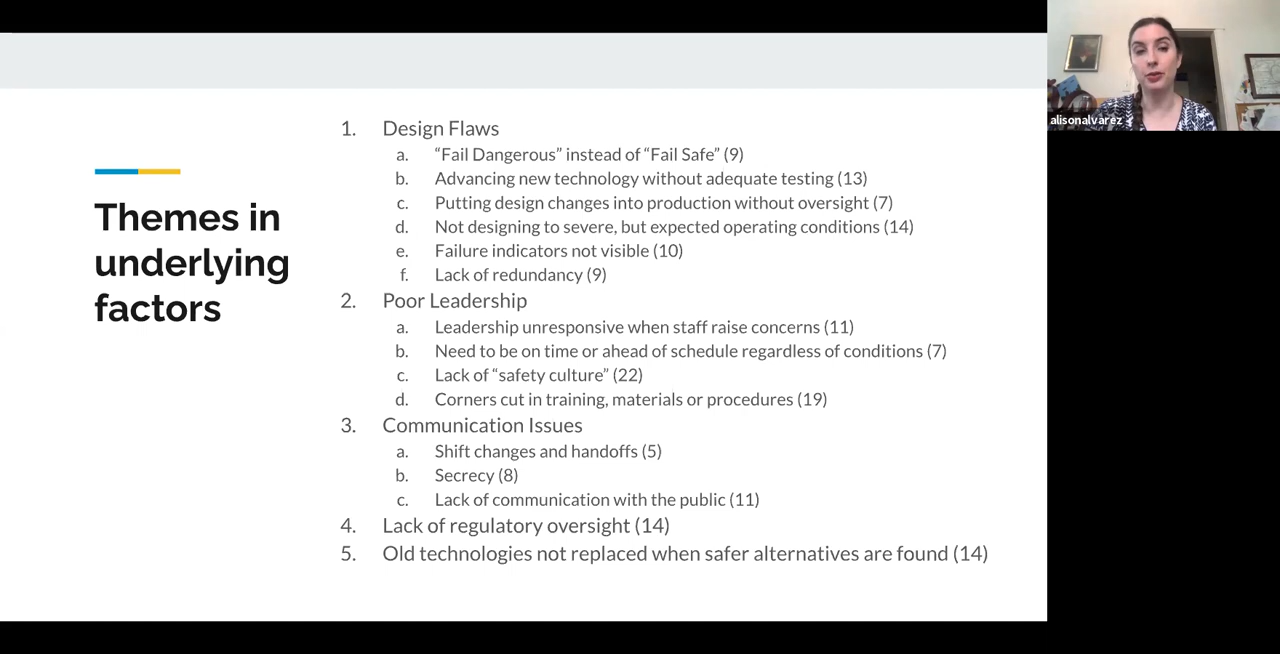 Themes in
underlying
factors
1. Design Flaws
a. “Fail Dangerous” instead of “Fail Safe” (9)
b. Advancing new technology without adequate testing (13)
c. Putting design changes into production without oversight (7)
d. Not designing to severe, but expected operating conditions (14)
e. Failure indicators not visible (10)
f. Lack of redundancy (9)
2. Poor Leadership
a. Leadership unresponsive when staff raise concerns (11)
b. Need to be on time or ahead of schedule regardless of conditions (7)
c. Lack of “safety culture” (22)
d. Corners cut in training, materials or procedures (19)
3. Communication Issues
a. Shift changes and handoffs (5)
b. Secrecy (8)
c. Lack of communication with the public (11)
4. Lack of regulatory oversight (14)
5. Old technologies not replaced when safer alternatives are found (14)
alisonalvarez